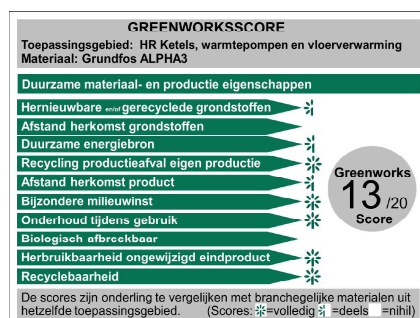 GREENWORKSSCORE
Toepassingsgebied: HR Ketels, warmtepompen en vloerverwarming
Materiaal: Grundfos ALPHA3
Duurzame materiaal- en productie eigenschappen
Hernieuwbare en/of gerecyclede grondstoffen
Afstand herkomst grondstoffen
Duurzame energiebron
Recycling productieafval eigen productie
Afstand herkomst product
Bijzondere milieuwinst
Onderhoud tijdens gebruik
Biologisch afbreekbaar
Herbruikbaarheid ongewijzigd eindproduct
Recyclebaarheid
Greenworks
13 /20
Score
De scores zijn onderling te vergelijken met branchegelijke materialen uit
hetzelfde toepassingsgebied. (Scores: =volledig =deels =nihil)